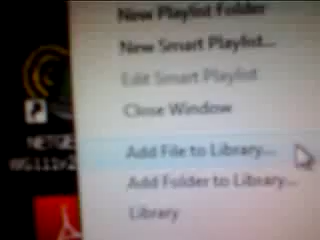 New Playlist Folder
New Smart Playlist...
Edit Smart Playlist
Close Window
Add File to Library...
Add Folder to Library...
Library